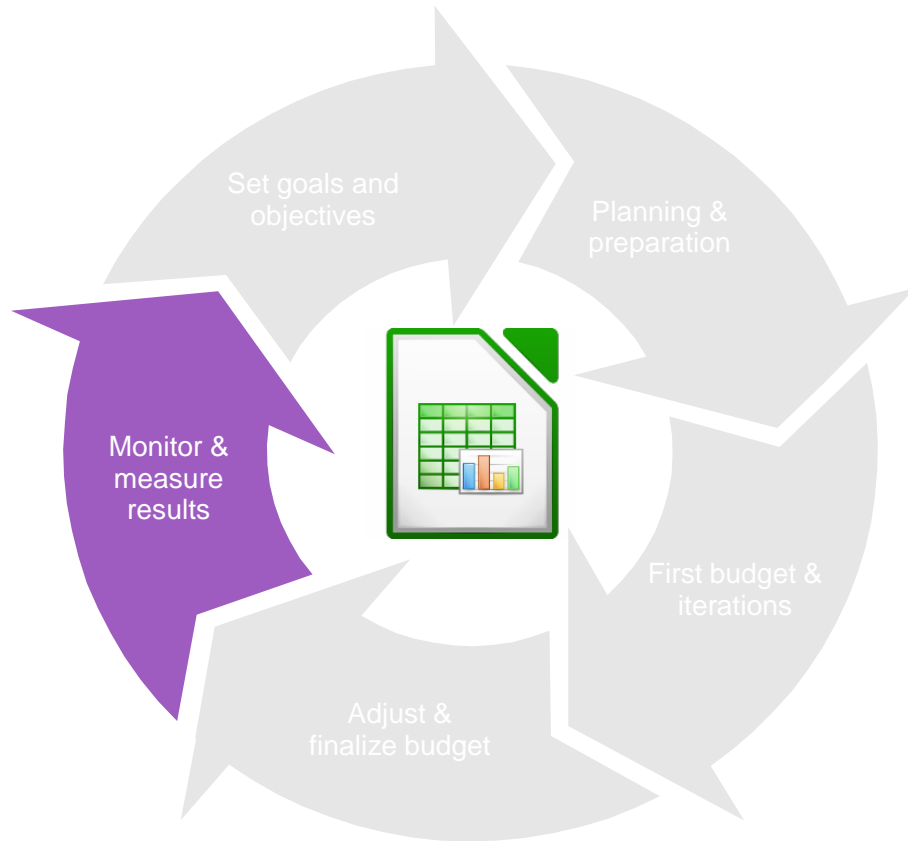 Set goals and
objectives
Planning &
preparation
First budget &
iterations
Adjust &
finalize budget
Monitor &
measure
results